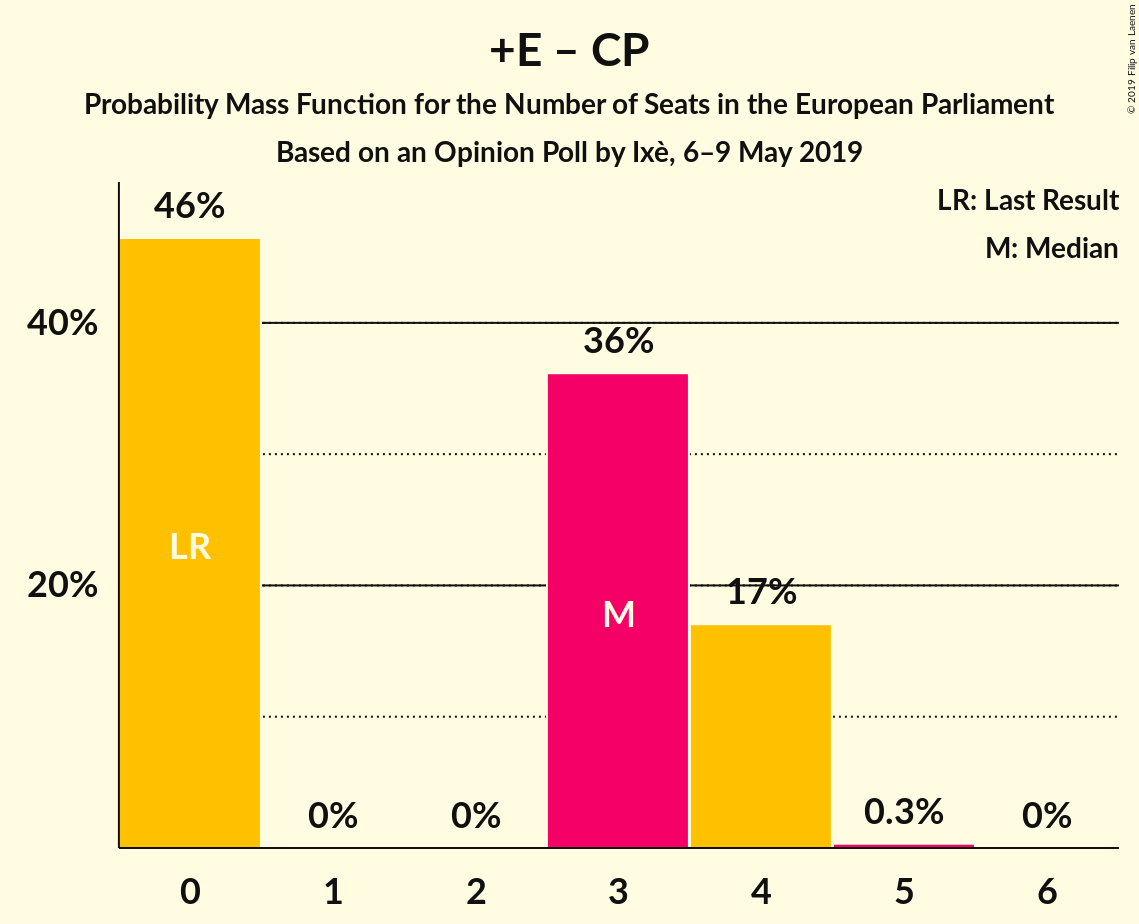 +E – CP
Probability Mass Function for the Number of Seats in the European Parliament
Based on an Opinion Poll by Ixè, 6–9 May 2019
© 2019 Filip van Laenen
LR: Last Result
M: Median
46%
40%
36%
LR
20%
17%
M
0%
0%
0.3%
0%
0
1
2
3
4
5
6